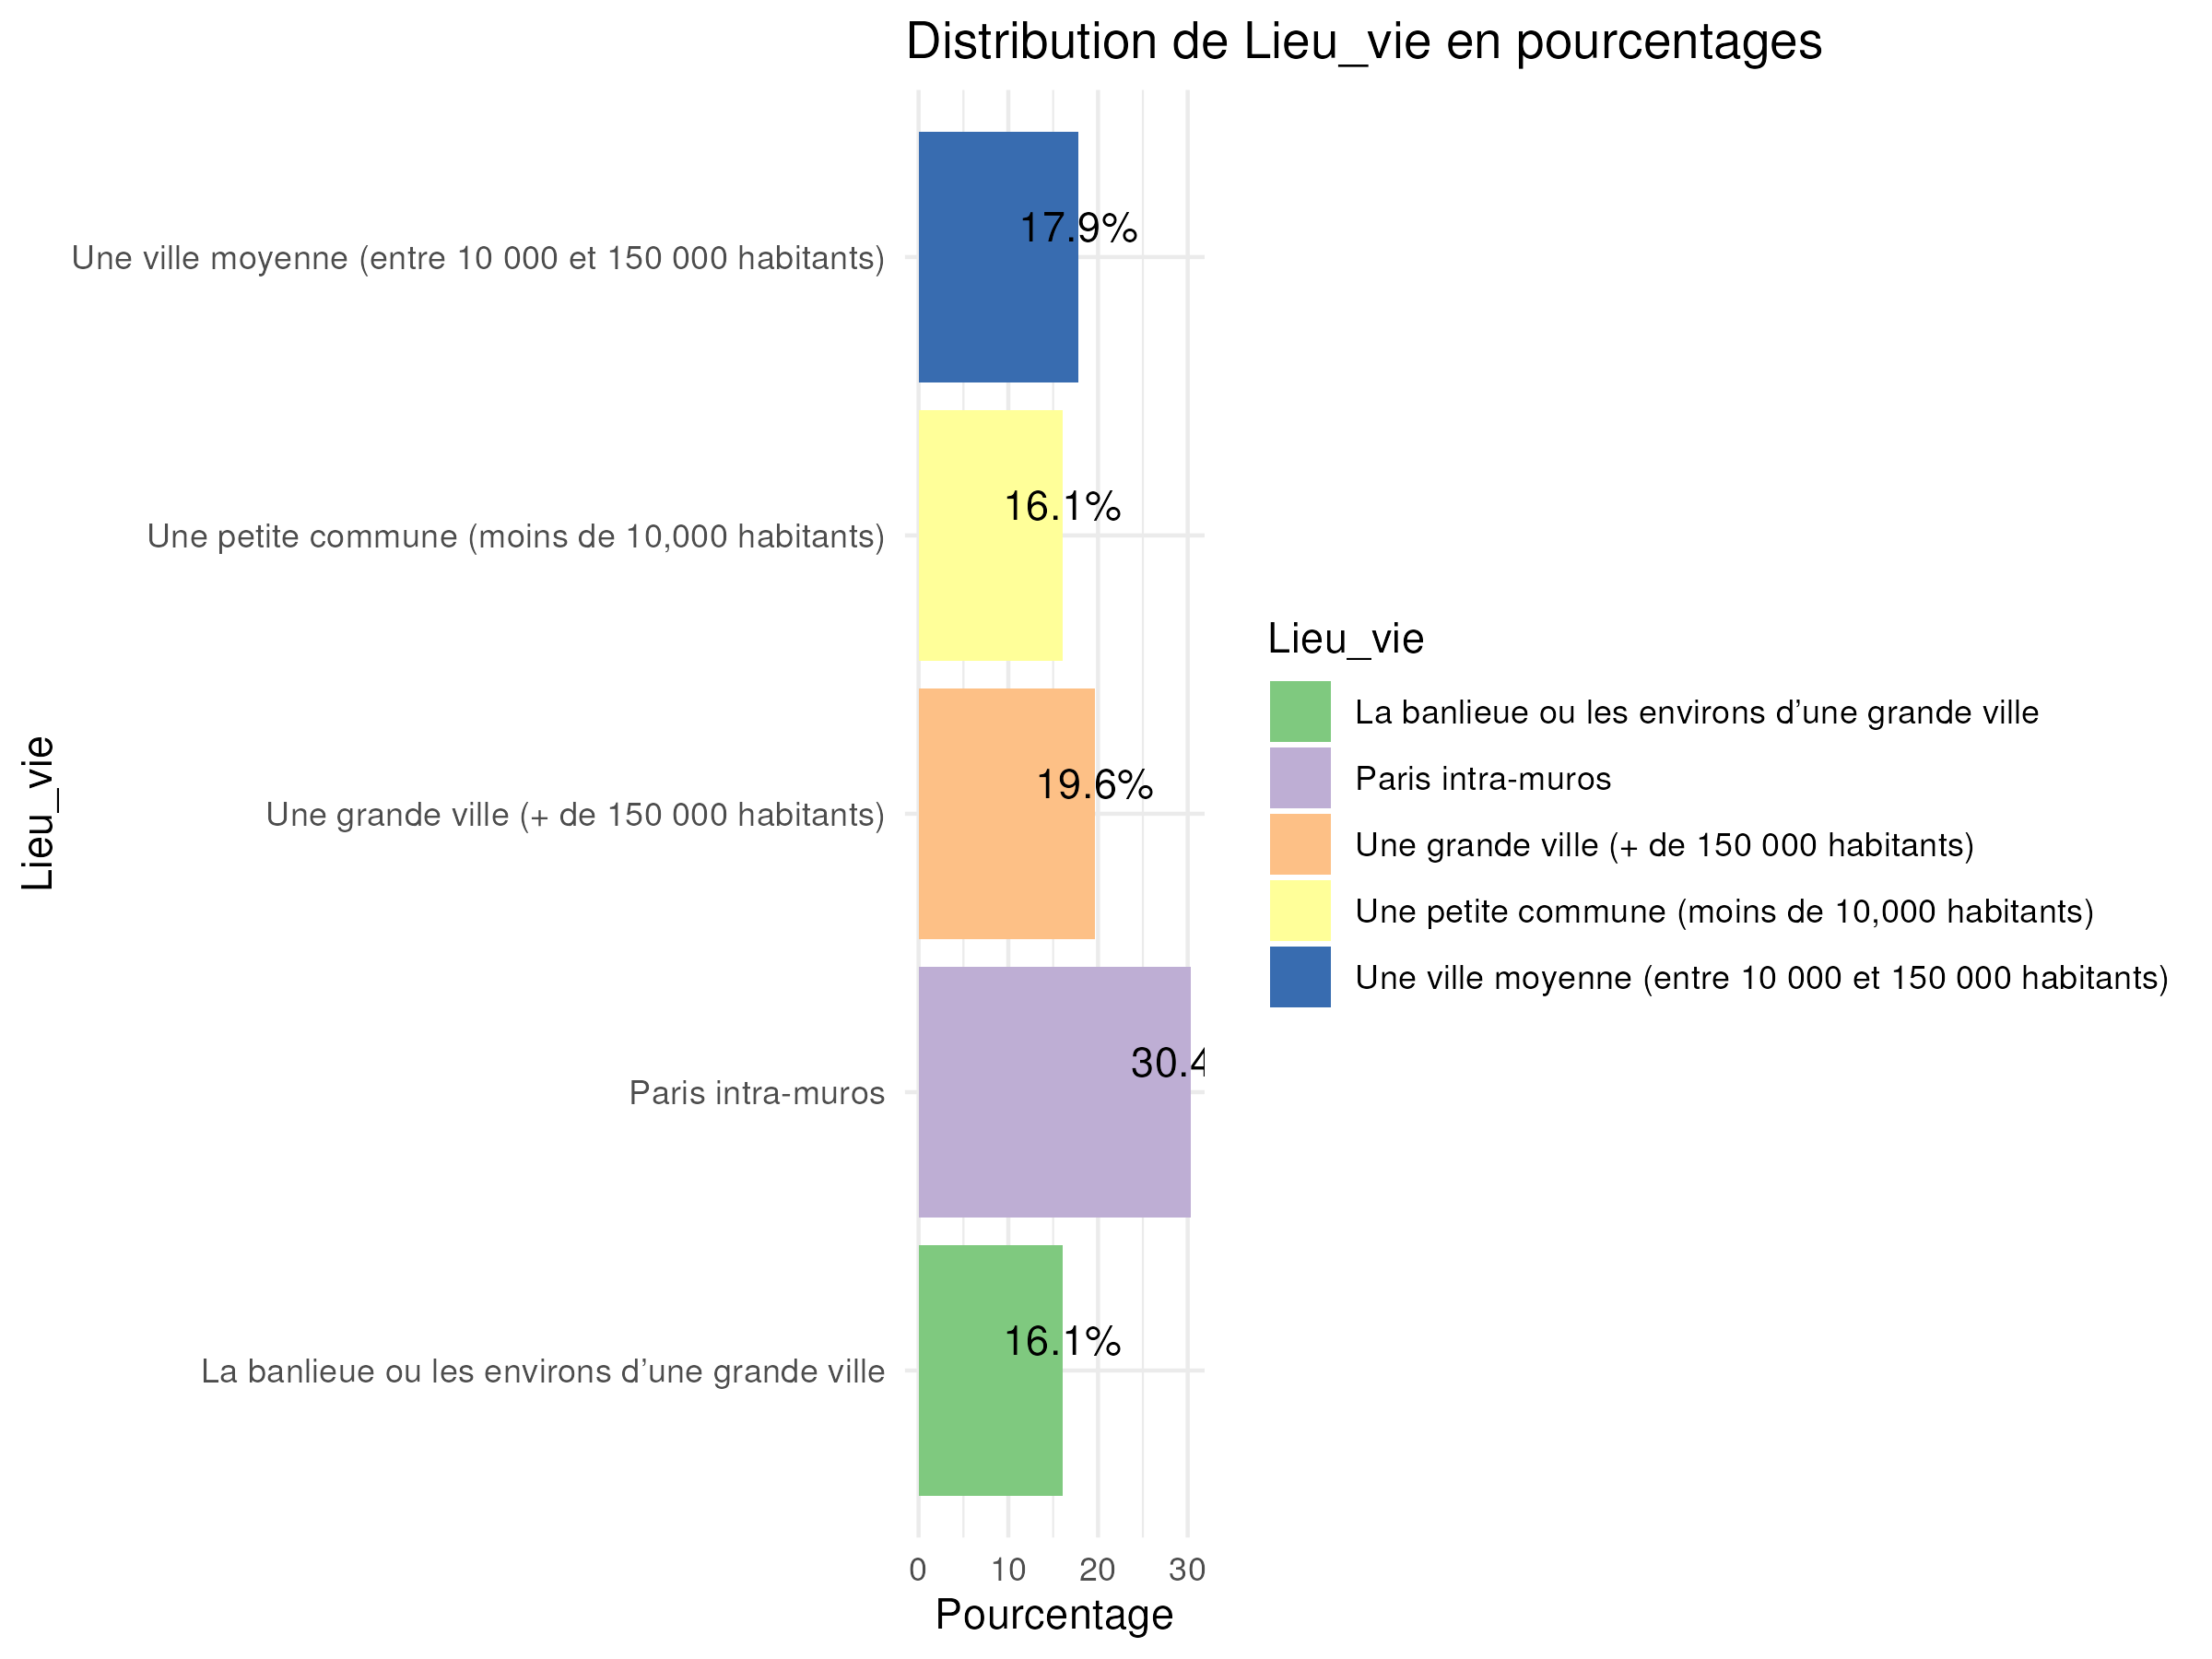 Distribution de Lieu_vie en pourcentages
Lieu_vie
Une ville moyenne (entre 10 000 et 150 000 habitants)
17.9%
Une petite commune (moins de 10,000 habitants)
16.1%
Une grande ville (+ de 150 000 habitants)
19.6%
Paris intra-muros
30.4
La banlieue ou les environs d’une grande ville
16.1%
0 10 20 30
Pourcentage
Lieu_vie
La banlieue ou les environs d’une grande ville
Paris intra-muros
Une grande ville (+ de 150 000 habitants)
Une petite commune (moins de 10,000 habitants)
Une ville moyenne (entre 10 000 et 150 000 habitants)